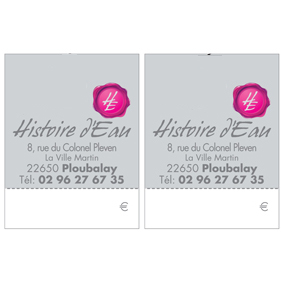 HE
Histoire d'Eau
8, rue du Colonel Pleven
La Ville Martin
22650 Ploubalay
Tél: 02 96 27 67 35
€
HE
Histoire d'Eau
8, rue du Colonel Pleven
La Ville Martin
22650 Ploubalay
Tél: 02 96 27 67 35
€